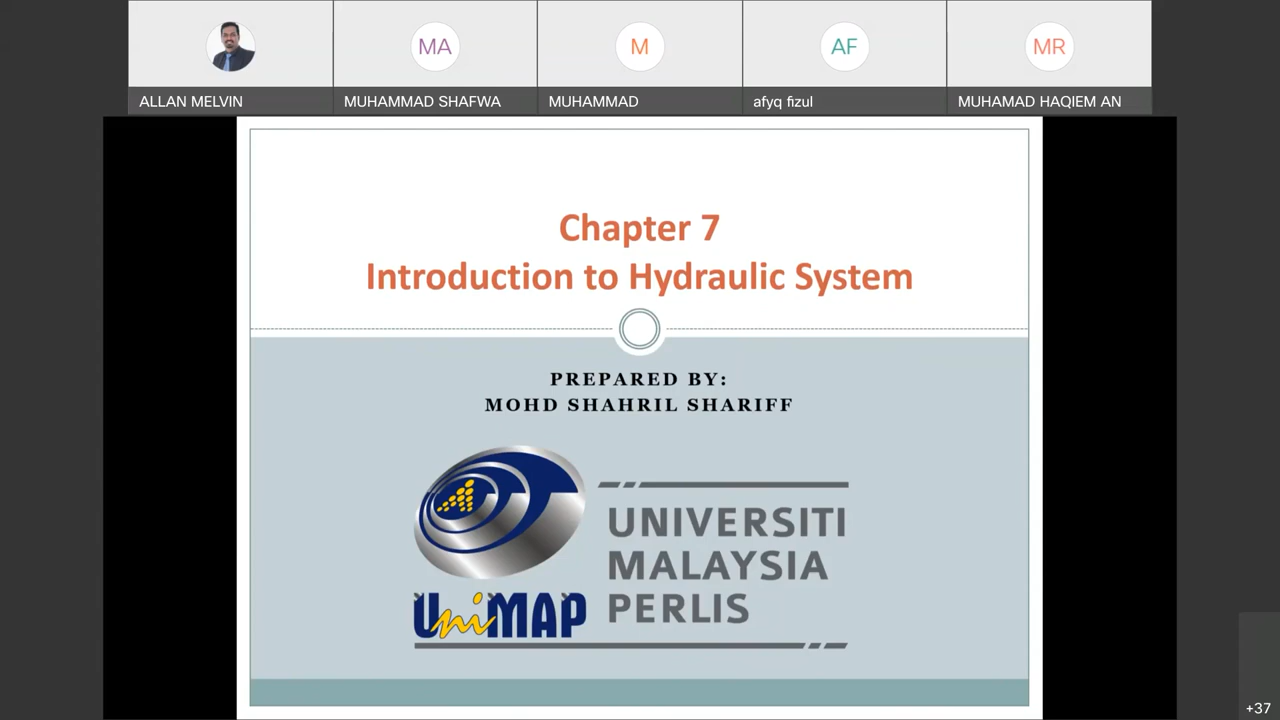 MA
M
AF
MR
ALLAN MELVIN
MUHAMMAD SHAFWA
MUHAMMAD
afyq fizul
MUHAMAD HAQIEM AN
Chapter 7
Introduction to Hydraulic System
PREPARED BY:
MOHD SHAHRIL SHARIFF
UniMAP
UNIVERSITI
MALAYSIA
PERLIS
+37